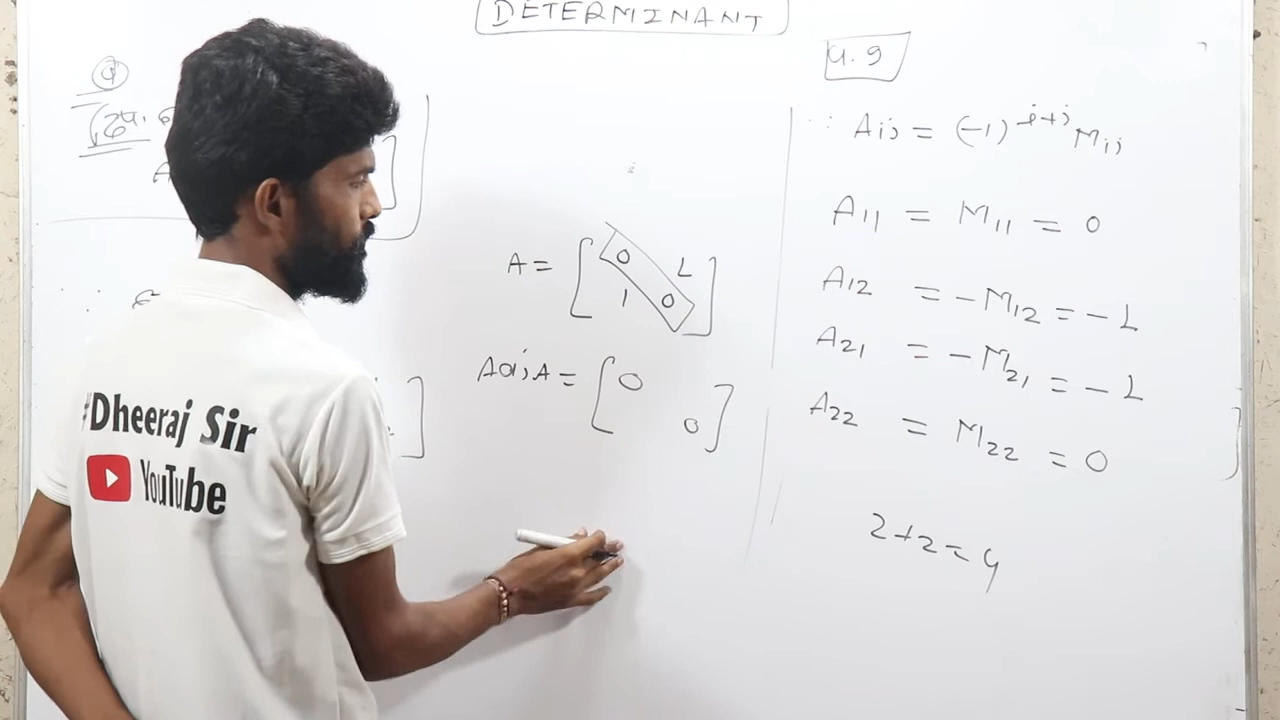 DETERMINANT
4.9
∵ Aij = (-1)^i+j Mij
A11 = M11 = 0
A12 = -M12 = -1
A21 = -M21 = -1
A22 = M22 = 0
2+2=4
A = [ 0 1
1 0 ]
Adj A = [ 0
0 ]
#Dheeraj Sir
YouTube